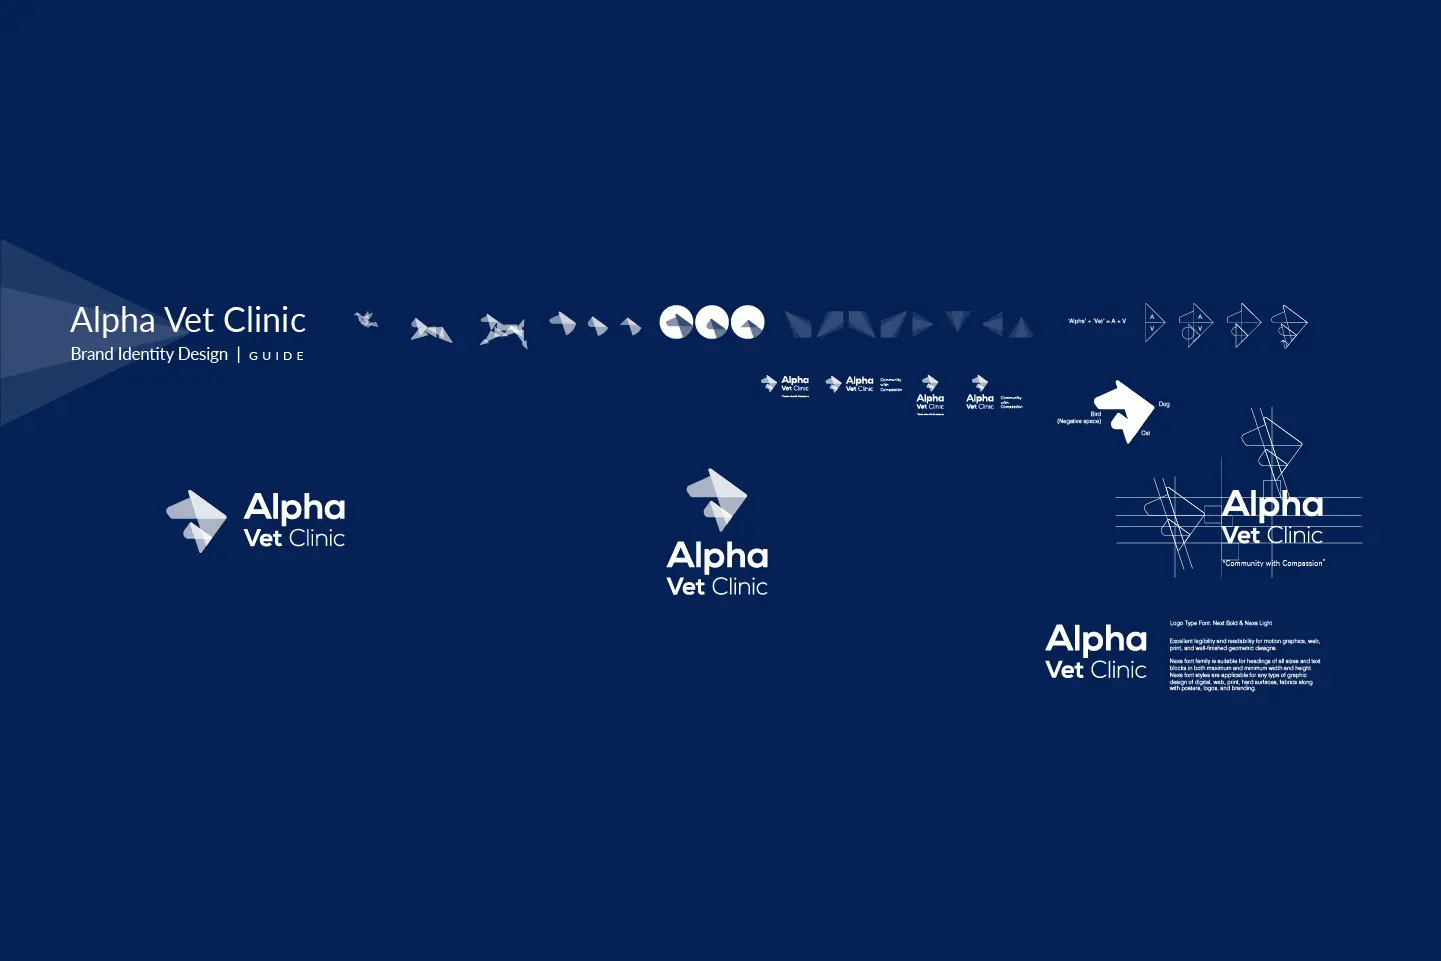 Alpha Vet Clinic
Brand Identity Design | GUIDE
'Alpha' + 'Vet' = A + V
A
V
A
V
Alpha
Vet Clinic
Alpha
Vet Clinic
Community
with
Compassion
Alpha
Vet Clinic
Alpha
Vet Clinic
Community
with
Compassion
Bird
(Negative space)
Dog
Cat
Alpha
Vet Clinic
Alpha
Vet Clinic
Alpha
Vet Clinic
"Community with Compassion"
Alpha
Vet Clinic
Logo Type Font: Next Bold & Nexa Light
Excellent legibility and readability for motion graphics, web,
print, and well-finished geometric designs.
Nexa font family is suitable for headings of all sizes and text
blocks in both maximum and minimum width and height.
Nexa font styles are applicable for any type of graphic
design of digital, web, print, hard surfaces, fabrics along
with posters, logos, and branding.